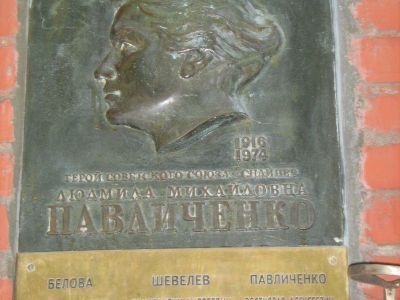 1916
1974
ГЕРОЙ СОВЕТСКОГО СОЮЗА СНАЙПЕР
ЛЮДМИЛА МИХАЙЛОВНА
ПАВЛИЧЕНКО
БЕЛОВА ШЕВЕЛЕВ ПАВЛИЧЕНКО